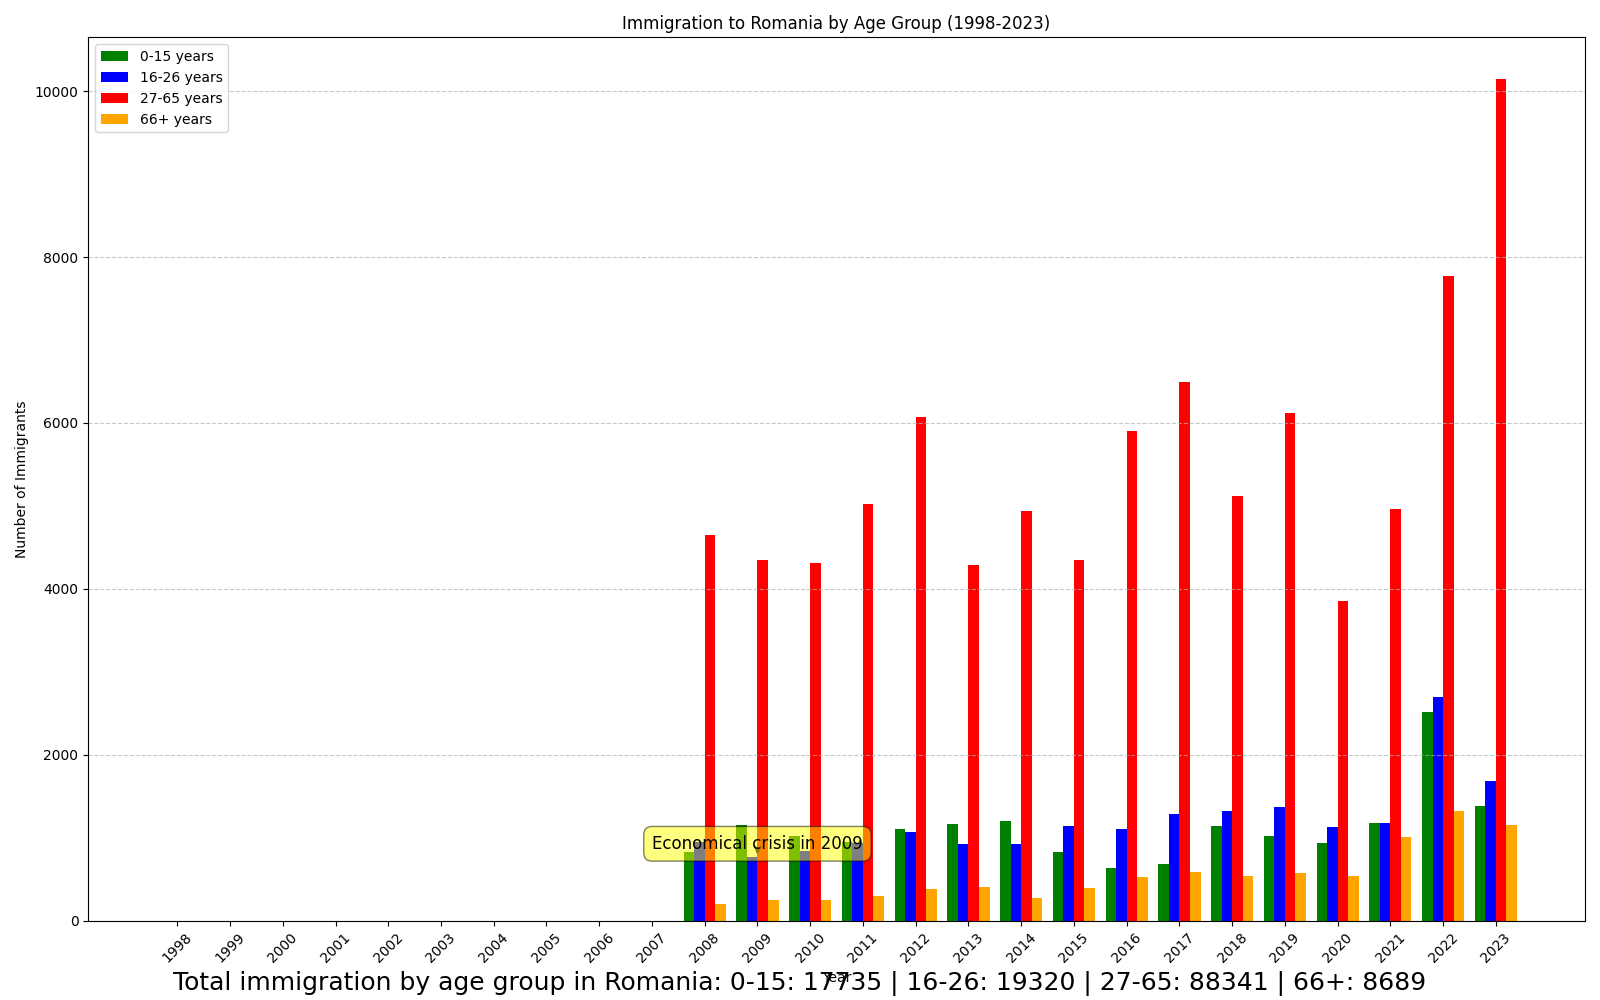 Immigration to Romania by Age Group (1998-2023)
0-15 years
16-26 years
27-65 years
66+ years
Number of Immigrants
10000
8000
6000
4000
2000
0
Economical crisis in 2009
1998 1999 2000 2001 2002 2003 2004 2005 2006 2007 2008 2009 2010 2011 2012 2013 2014 2015 2016 2017 2018 2019 2020 2021 2022 2023
Year
Total immigration by age group in Romania: 0-15: 17735 | 16-26: 19320 | 27-65: 88341 | 66+: 8689